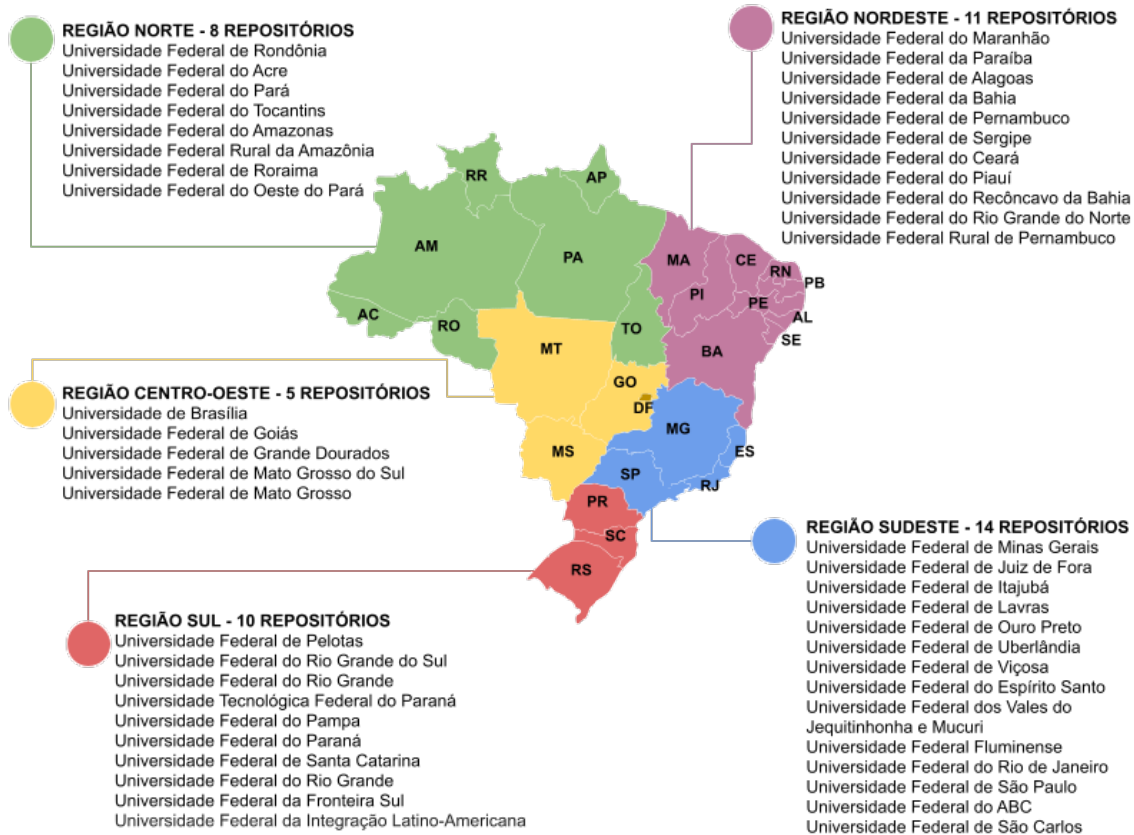 REGIÃO NORTE - 8 REPOSITÓRIOS
Universidade Federal de Rondônia
Universidade Federal do Acre
Universidade Federal do Pará
Universidade Federal do Tocantins
Universidade Federal do Amazonas
Universidade Federal Rural da Amazônia
Universidade Federal de Roraima
Universidade Federal do Oeste do Pará
REGIÃO NORDESTE - 11 REPOSITÓRIOS
Universidade Federal do Maranhão
Universidade Federal da Paraíba
Universidade Federal de Alagoas
Universidade Federal da Bahia
Universidade Federal de Pernambuco
Universidade Federal de Sergipe
Universidade Federal do Ceará
Universidade Federal do Piauí
Universidade Federal do Recôncavo da Bahia
Universidade Federal do Rio Grande do Norte
Universidade Federal Rural de Pernambuco
RR
AP
AM
PA
MA
CE
RN
PB
PI
PE
AL
AC
RO
TO
SE
MT
BA
GO
DF
MG
MS
ES
SP
RJ
PR
SC
RS
REGIÃO CENTRO-OESTE - 5 REPOSITÓRIOS
Universidade de Brasília
Universidade Federal de Goiás
Universidade Federal de Grande Dourados
Universidade Federal de Mato Grosso do Sul
Universidade Federal de Mato Grosso
REGIÃO SUDESTE - 14 REPOSITÓRIOS
Universidade Federal de Minas Gerais
Universidade Federal de Juiz de Fora
Universidade Federal de Itajubá
Universidade Federal de Lavras
Universidade Federal de Ouro Preto
Universidade Federal de Uberlândia
Universidade Federal de Viçosa
Universidade Federal do Espírito Santo
Universidade Federal dos Vales do
Jequitinhonha e Mucuri
Universidade Federal Fluminense
Universidade Federal do Rio de Janeiro
Universidade Federal de São Paulo
Universidade Federal do ABC
Universidade Federal de São Carlos
REGIÃO SUL - 10 REPOSITÓRIOS
Universidade Federal de Pelotas
Universidade Federal do Rio Grande do Sul
Universidade Federal do Rio Grande
Universidade Tecnológica Federal do Paraná
Universidade Federal do Pampa
Universidade Federal do Paraná
Universidade Federal de Santa Catarina
Universidade Federal do Rio Grande
Universidade Federal da Fronteira Sul
Universidade Federal da Integração Latino-Americana